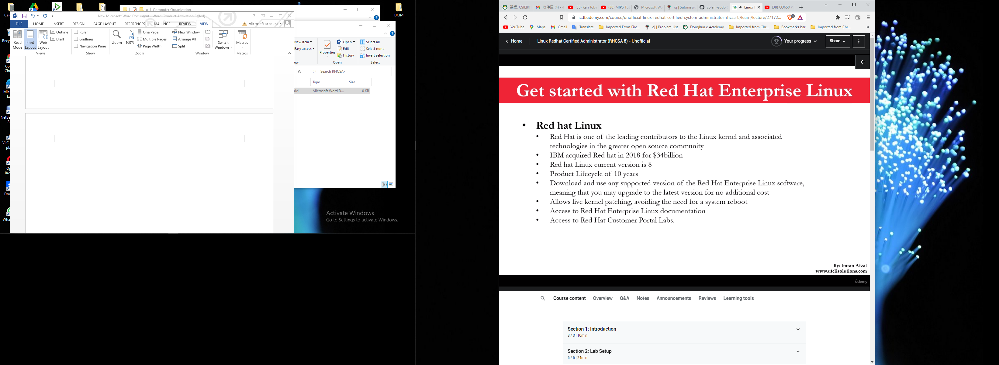 Computer Organization
DCIM
New Microsoft Word Document - Word (Product Activation Failed)
FILE HOME INSERT DESIGN PAGE LAYOUT REFERENCES MAILINGS REVIEW VIEW Microsoft account
Read Mode
Print Layout
Web Layout
Outline
Draft
Views
Ruler
Gridlines
Navigation Pane
Show
Zoom
100%
One Page
Multiple Pages
Page Width
Zoom
New Window
Arrange All
Split
Switch Windows
Window
Macros
Macros
New item
Easy access
Properties
Open
Edit
History
Open
Select all
Select none
Invert selection
Select
Search RHCSA-
Type Size
AM Microsoft Word D... 0 KB
Activate Windows
Go to Settings to activate Windows.
課程: CSIEB0
收件匣 (4) - 4
(38) Kari Jobe
(38) MIPS Tut
Microsoft Wo
oj | Submissi
colani-sudo
Linux
(38) CO650 V
icdf.udemy.com/course/unofficial-linux-redhat-certified-system-administrator-rhcsa-8/learn/lecture/27172...
YouTube Maps Gmail Translate Imported From Fire... oj | Problem List Donghua e Academy Imported from Chr... Bookmarks bar Imported from Chr...
Home Linux Redhat Certified Administrator (RHCSA 8) - Unofficial Your progress Share
Get started with Red Hat Enterprise Linux
• Red hat Linux
• Red Hat is one of the leading contributors to the Linux kernel and associated
technologies in the greater open source community
• IBM acquired Red hat in 2018 for $34billion
• Red hat Linux current version is 8
• Product Lifecycle of 10 years
• Download and use any supported version of the Red Hat Enterprise Linux software,
meaning that you may upgrade to the latest version for no additional cost
• Allows live kernel patching, avoiding the need for a system reboot
• Access to Red Hat Enterprise Linux documentation
• Access to Red Hat Customer Portal Labs.
By: Imran Afzal
www.utclisolutions.com
ûdemy
Course content Overview Q&A Notes Announcements Reviews Learning tools
Section 1: Introduction
3 / 3 | 10min
Section 2: Lab Setup
6 / 6 | 24min